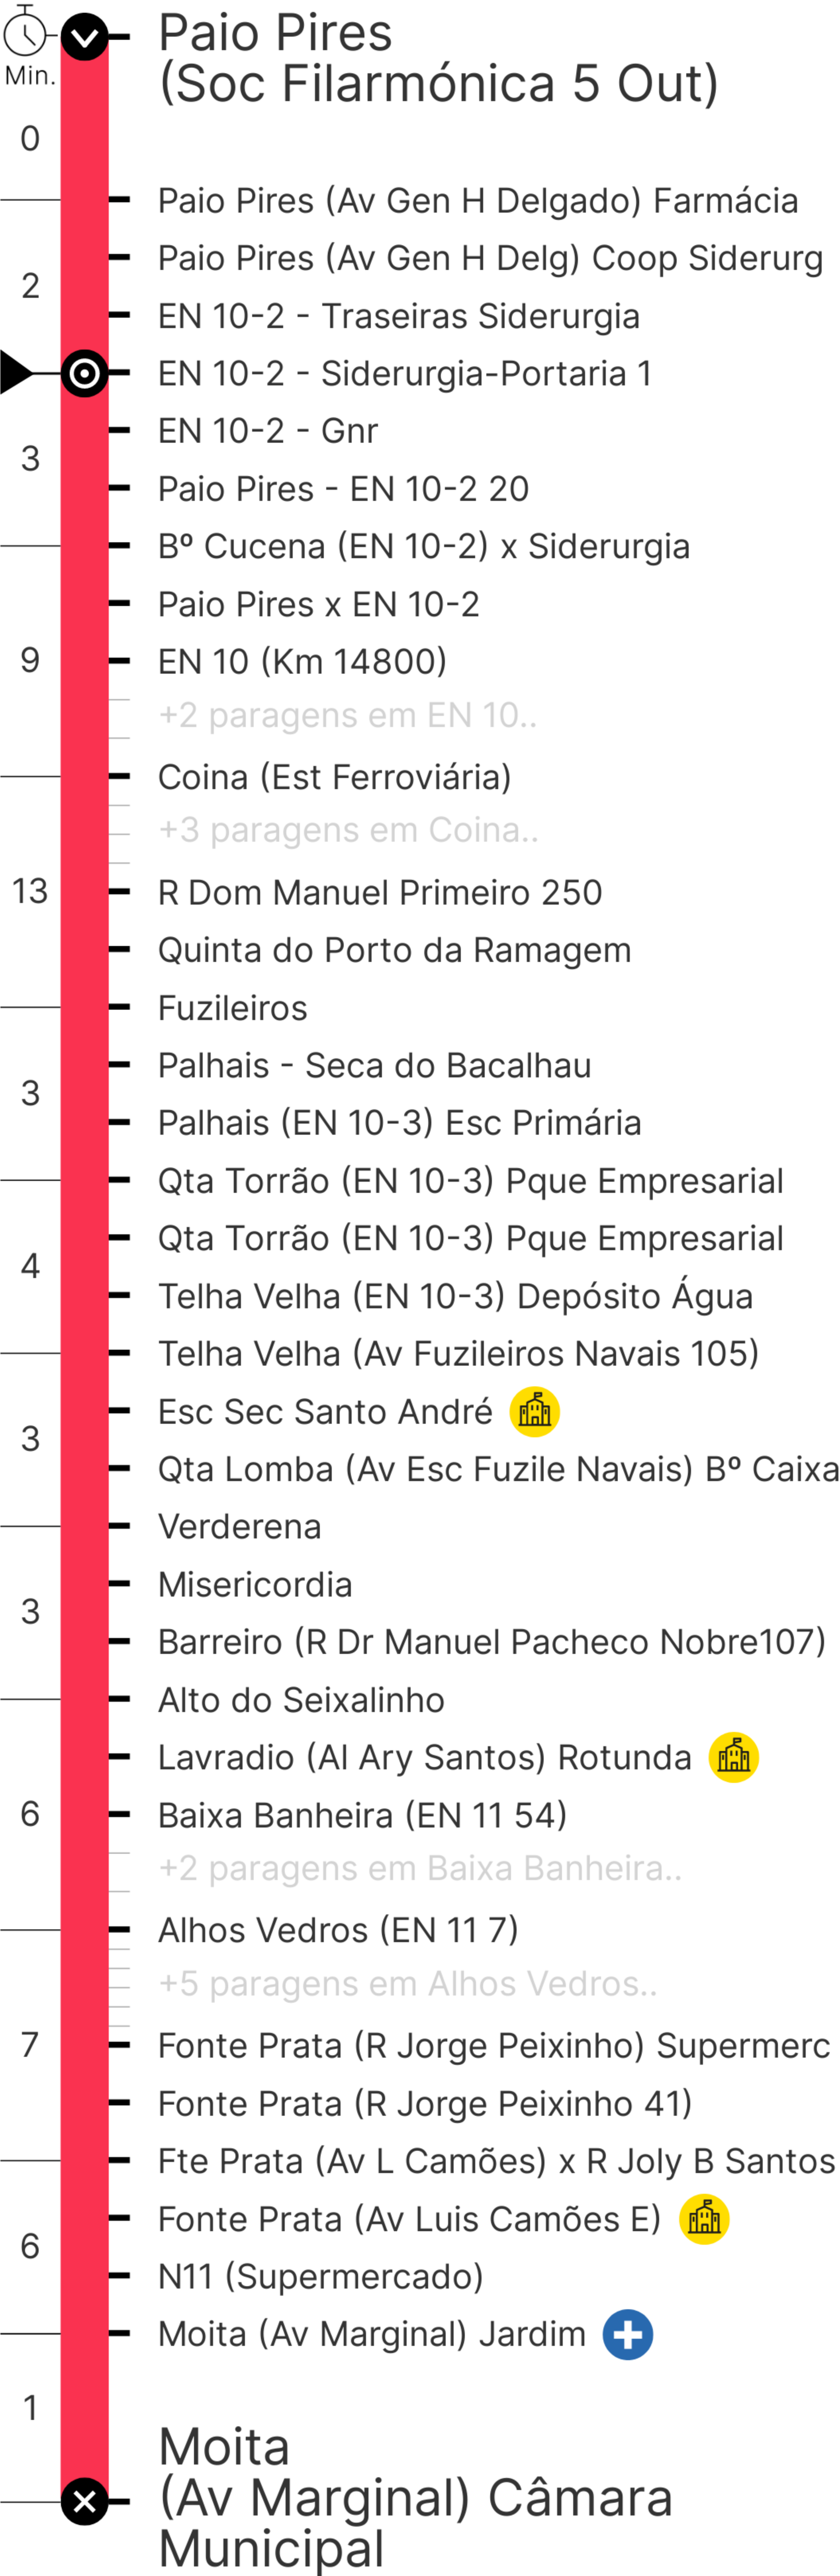 Paio Pires
(Soc Filarmónica 5 Out)
Min.
0
Paio Pires (Av Gen H Delgado) Farmácia
Paio Pires (Av Gen H Delg) Coop Siderurg
2
EN 10-2 - Traseiras Siderurgia
EN 10-2 - Siderurgia-Portaria 1
EN 10-2 - Gnr
3
Paio Pires - EN 10-2 20
Bº Cucena (EN 10-2) x Siderurgia
Paio Pires x EN 10-2
9
EN 10 (Km 14800)
+2 paragens em EN 10..
Coina (Est Ferroviária)
+3 paragens em Coina..
13
R Dom Manuel Primeiro 250
Quinta do Porto da Ramagem
Fuzileiros
Palhais - Seca do Bacalhau
3
Palhais (EN 10-3) Esc Primária
Qta Torrão (EN 10-3) Pque Empresarial
Qta Torrão (EN 10-3) Pque Empresarial
4
Telha Velha (EN 10-3) Depósito Água
Telha Velha (Av Fuzileiros Navais 105)
Esc Sec Santo André
3
Qta Lomba (Av Esc Fuzile Navais) Bº Caixa
Verderena
Misericordia
3
Barreiro (R Dr Manuel Pacheco Nobre107)
Alto do Seixalinho
Lavradio (Al Ary Santos) Rotunda
6
Baixa Banheira (EN 11 54)
+2 paragens em Baixa Banheira..
Alhos Vedros (EN 11 7)
+5 paragens em Alhos Vedros..
7
Fonte Prata (R Jorge Peixinho) Supermerc
Fonte Prata (R Jorge Peixinho 41)
Fte Prata (Av L Camões) x R Joly B Santos
Fonte Prata (Av Luis Camões E)
6
N11 (Supermercado)
Moita (Av Marginal) Jardim
1
Moita
(Av Marginal) Câmara
Municipal